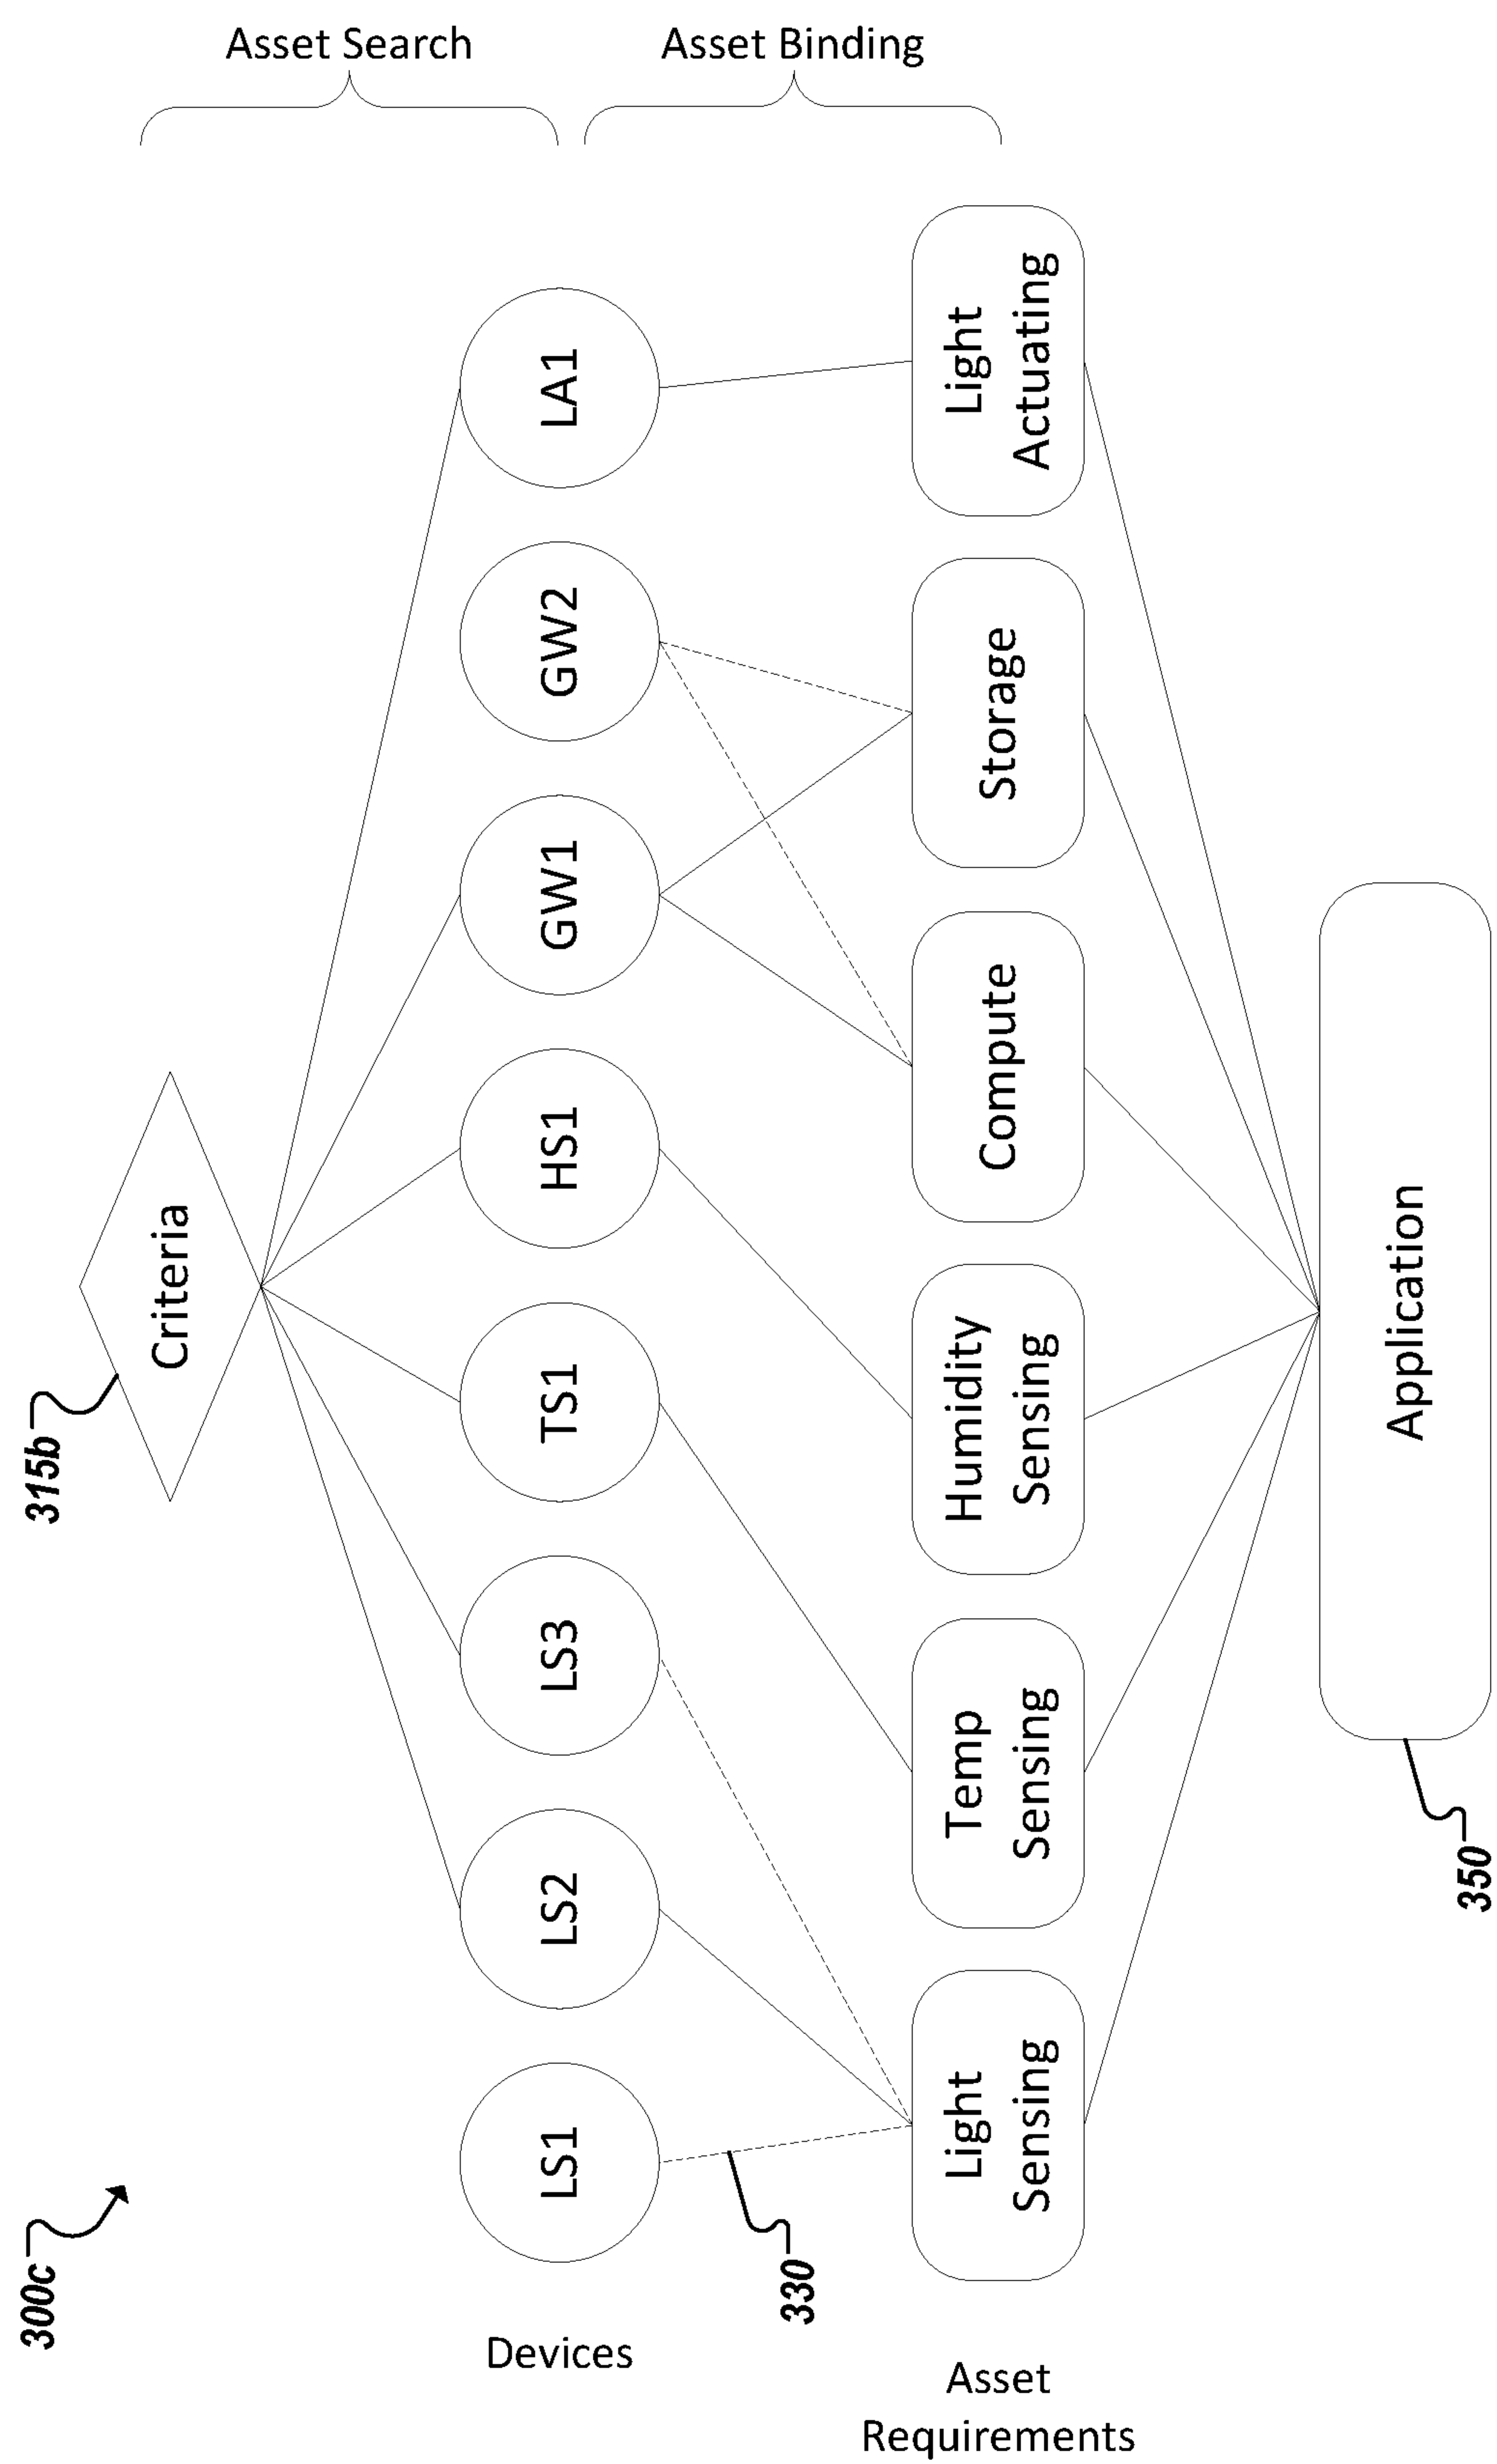 Asset Search
Asset Binding
315b
Criteria
LS1
LS2
LS3
TS1
HS1
GW1
GW2
LA1
Light
Sensing
Temp
Sensing
Humidity
Sensing
Compute
Storage
Light
Actuating
Application
300c
330
350
Devices
Asset
Requirements